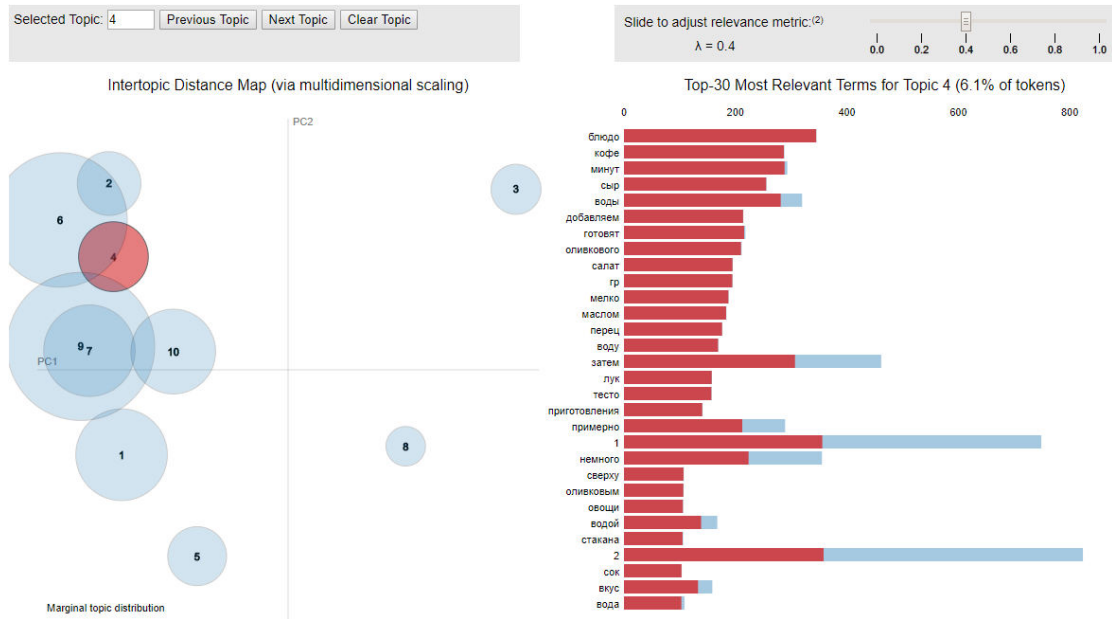 Selected Topic: 4 Previous Topic Next Topic Clear Topic
Slide to adjust relevance metric:(2)
λ = 0.4
0.0 0.2 0.4 0.6 0.8 1.0
Intertopic Distance Map (via multidimensional scaling)
PC2
PC1
2
3
6
4
9
7
10
1
8
5
Marginal topic distribution
Top-30 Most Relevant Terms for Topic 4 (6.1% of tokens)
0 200 400 600 800
блюдо
кофе
минут
сыр
воды
добавляем
готовят
оливкового
салат
гр
мелко
маслом
перец
воду
затем
лук
тесто
приготовления
примерно
1
немного
сверху
оливковым
овощи
водой
стакана
2
сок
вкус
вода